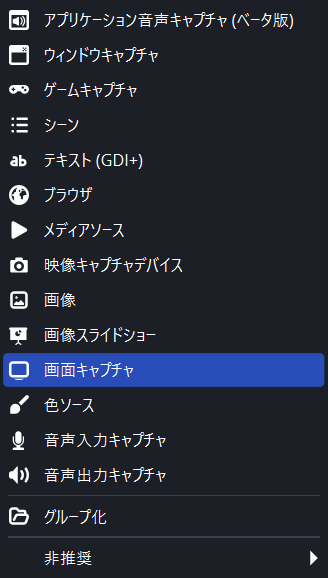 アプリケーション音声キャプチャ (ベータ版)
ウィンドウキャプチャ
ゲームキャプチャ
シーン
ab テキスト (GDI+)
ブラウザ
メディアソース
映像キャプチャデバイス
画像
画像スライドショー
画面キャプチャ
色ソース
音声入力キャプチャ
音声出力キャプチャ
グループ化
非推奨